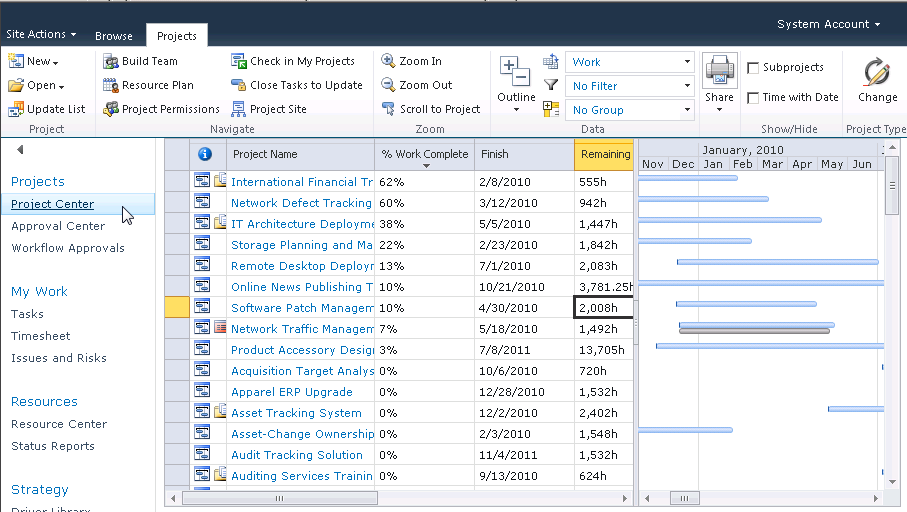 System Account
Site Actions Browse Projects
New Build Team Check in My Projects Zoom In Work Subprojects
Open Resource Plan Close Tasks to Update Zoom Out No Filter
Update List Project Permissions Project Site Scroll to Project Outline No Group Share Time with Date Change
Project Navigate Zoom Data Show/Hide Project Type
Projects
Project Center
Approval Center
Workflow Approvals
My Work
Tasks
Timesheet
Issues and Risks
Resources
Resource Center
Status Reports
Strategy
Driver Library
Project Name % Work Complete Finish Remaining
International Financial Tr 62% 2/8/2010 555h
Network Defect Tracking 60% 3/12/2010 942h
IT Architecture Deployme 38% 5/5/2010 1,447h
Storage Planning and Ma 22% 2/23/2010 1,842h
Remote Desktop Deployr 13% 7/1/2010 2,083h
Online News Publishing T 10% 10/21/2010 3,781.25h
Software Patch Managem 10% 4/30/2010 2,008h
Network Traffic Managem 7% 5/18/2010 1,492h
Product Accessory Desig 3% 7/8/2011 13,705h
Acquisition Target Analys 0% 10/6/2010 720h
Apparel ERP Upgrade 0% 12/28/2010 1,532h
Asset Tracking System 0% 12/2/2010 2,402h
Asset-Change Ownership 0% 2/3/2010 1,548h
Audit Tracking Solution 0% 11/4/2011 1,532h
Auditing Services Trainin 0% 9/13/2010 624h
January, 2010
Nov Dec Jan Feb Mar Apr May Jun